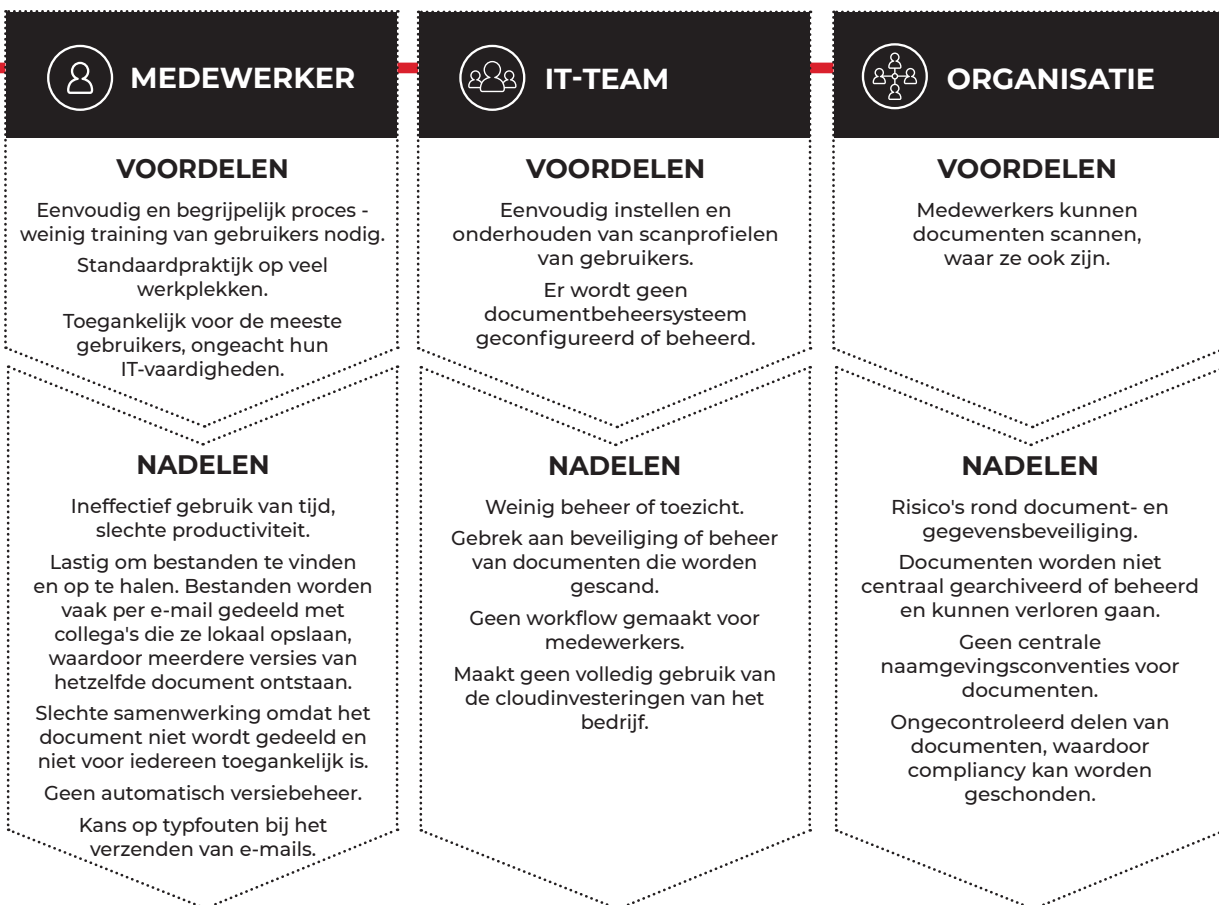 MEDEWERKER
VOORDELEN
Eenvoudig en begrijpelijk proces -
weinig training van gebruikers nodig.
Standaardpraktijk op veel
werkplekken.
Toegankelijk voor de meeste
gebruikers, ongeacht hun
IT-vaardigheden.
NADELEN
Ineffectief gebruik van tijd,
slechte productiviteit.
Lastig om bestanden te vinden
en op te halen. Bestanden worden
vaak per e-mail gedeeld met
collega's die ze lokaal opslaan,
waardoor meerdere versies van
hetzelfde document ontstaan.
Slechte samenwerking omdat het
document niet wordt gedeeld en
niet voor iedereen toegankelijk is.
Geen automatisch versiebeheer.
Kans op typfouten bij het
verzenden van e-mails.
IT-TEAM
VOORDELEN
Eenvoudig instellen en
onderhouden van scanprofielen
van gebruikers.
Er wordt geen
documentbeheersysteem
geconfigureerd of beheerd.
NADELEN
Weinig beheer of toezicht.
Gebrek aan beveiliging of beheer
van documenten die worden
gescand.
Geen workflow gemaakt voor
medewerkers.
Maakt geen volledig gebruik van
de cloudinvesteringen van het
bedrijf.
ORGANISATIE
VOORDELEN
Medewerkers kunnen
documenten scannen,
waar ze ook zijn.
NADELEN
Risico's rond document- en
gegevensbeveiliging.
Documenten worden niet
centraal gearchiveerd of beheerd
en kunnen verloren gaan.
Geen centrale
naamgevingsconventies voor
documenten.
Ongecontroleerd delen van
documenten, waardoor
compliancy kan worden
geschonden.